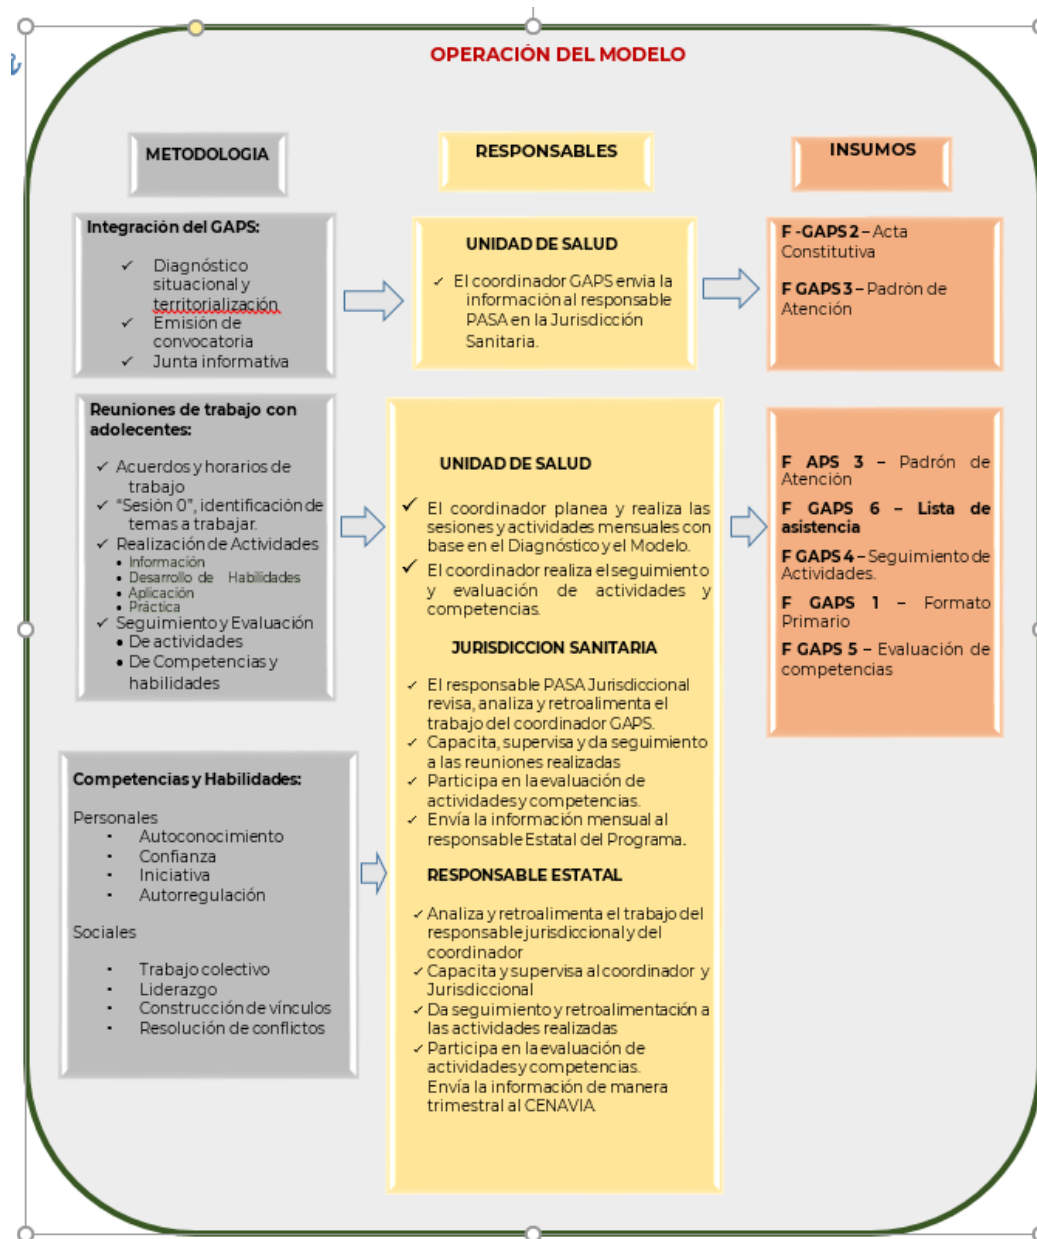 OPERACIÓN DEL MODELO
METODOLOGIA
RESPONSABLES
INSUMOS
Integración del GAPS:
✓ Diagnóstico
situacional y
territorialización
✓ Emisión de
convocatoria
✓ Junta informativa
UNIDAD DE SALUD
✓ El coordinador GAPS envia la
información al responsable
PASA en la Jurisdicción
Sanitaria.
F -GAPS 2 – Acta
Constitutiva
F GAPS 3 – Padrón de
Atención
Reuniones de trabajo con
adolecentes:
✓ Acuerdos y horarios de
trabajo
✓ “Sesión 0”, identificación de
temas a trabajar.
✓ Realización de Actividades
• Información
• Desarrollo de Habilidades
• Aplicación
• Práctica
✓ Seguimiento y Evaluación
• De actividades
• De Competencias y
habilidades
Competencias y Habilidades:
Personales
▪ Autoconocimiento
▪ Confianza
▪ Iniciativa
▪ Autorregulación
Sociales
▪ Trabajo colectivo
▪ Liderazgo
▪ Construcción de vínculos
▪ Resolución de conflictos
UNIDAD DE SALUD
✓ El coordinador planea y realiza las
sesiones y actividades mensuales con
base en el Diagnóstico y el Modelo.
✓ El coordinador realiza el seguimiento
y evaluación de actividades y
competencias.
JURISDICCION SANITARIA
✓ El responsable PASA Jurisdiccional
revisa, analiza y retroalimenta el
trabajo del coordinador GAPS.
✓ Capacita, supervisa y da seguimiento
a las reuniones realizadas
✓ Participa en la evaluación de
actividades y competencias.
✓ Envía la información mensual al
responsable Estatal del Programa.
RESPONSABLE ESTATAL
✓ Analiza y retroalimenta el trabajo del
responsable jurisdiccional y del
coordinador
✓ Capacita y supervisa al coordinador y
Jurisdiccional
✓ Da seguimiento y retroalimentación a
las actividades realizadas
✓ Participa en la evaluación de
actividades y competencias.
Envía la información de manera
trimestral al CENAVIA.
F APS 3 – Padrón de
Atención
F GAPS 6 – Lista de
asistencia
F GAPS 4 – Seguimiento de
Actividades.
F GAPS 1 – Formato
Primario
F GAPS 5 – Evaluación de
competencias